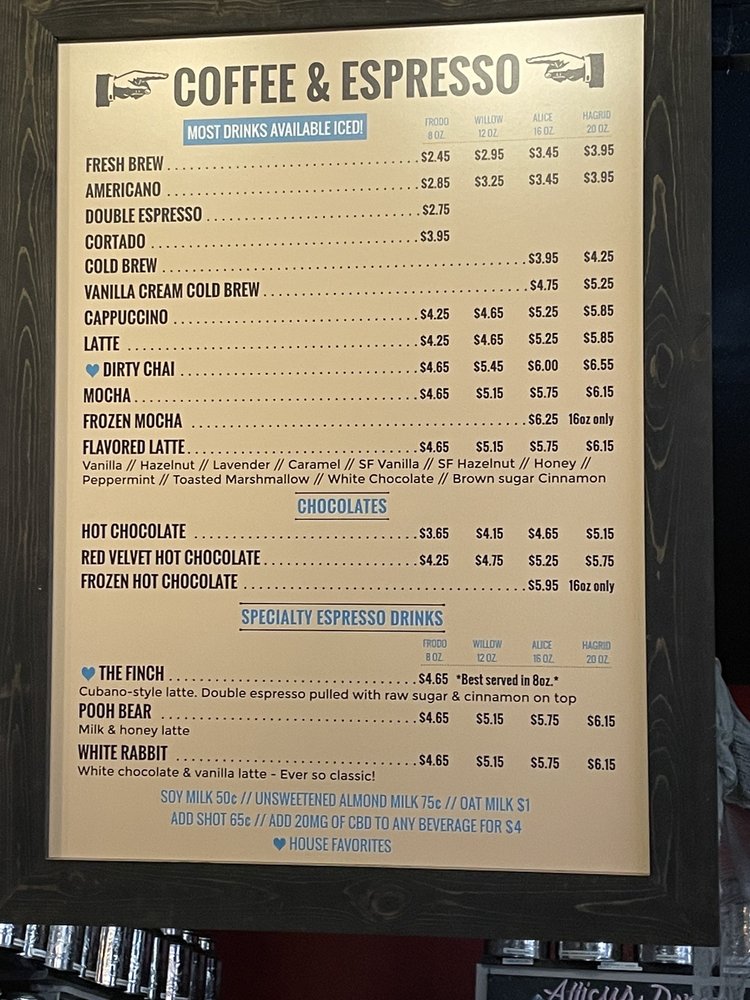 COFFEE & ESPRESSO
MOST DRINKS AVAILABLE ICED!
FRODO WILLOW ALICE HAGRID
8 OZ. 12 OZ. 16 OZ. 20 OZ.
FRESH BREW $2.45 $2.95 $3.45 $3.95
AMERICANO $2.85 $3.25 $3.45 $3.95
DOUBLE ESPRESSO $2.75
CORTADO $3.95
COLD BREW $3.95 $4.25
VANILLA CREAM COLD BREW $4.75 $5.25
CAPPUCCINO $4.25 $4.65 $5.25 $5.85
LATTE $4.25 $4.65 $5.25 $5.85
DIRTY CHAI $4.65 $5.45 $6.00 $6.55
MOCHA $4.65 $5.15 $5.75 $6.15
FROZEN MOCHA $6.25 16oz only
FLAVORED LATTE $4.65 $5.15 $5.75 $6.15
Vanilla // Hazelnut // Lavender // Caramel // SF Vanilla // SF Hazelnut // Honey //
Peppermint // Toasted Marshmallow // White Chocolate // Brown sugar Cinnamon
CHOCOLATES
HOT CHOCOLATE $3.65 $4.15 $4.65 $5.15
RED VELVET HOT CHOCOLATE $4.25 $4.75 $5.25 $5.75
FROZEN HOT CHOCOLATE $5.95 16oz only
SPECIALTY ESPRESSO DRINKS
FRODO WILLOW ALICE HAGRID
8 OZ. 12 OZ. 16 OZ. 20 OZ.
THE FINCH $4.65 *Best served in 8oz.*
Cubano-style latte. Double espresso pulled with raw sugar & cinnamon on top
POOH BEAR $4.65 $5.15 $5.75 $6.15
Milk & honey latte
WHITE RABBIT $4.65 $5.15 $5.75 $6.15
White chocolate & vanilla latte - Ever so classic!
SOY MILK 50¢ // UNSWEETENED ALMOND MILK 75¢ // OAT MILK $1
ADD SHOT 65¢ // ADD 20MG OF CBD TO ANY BEVERAGE FOR $4
HOUSE FAVORITES